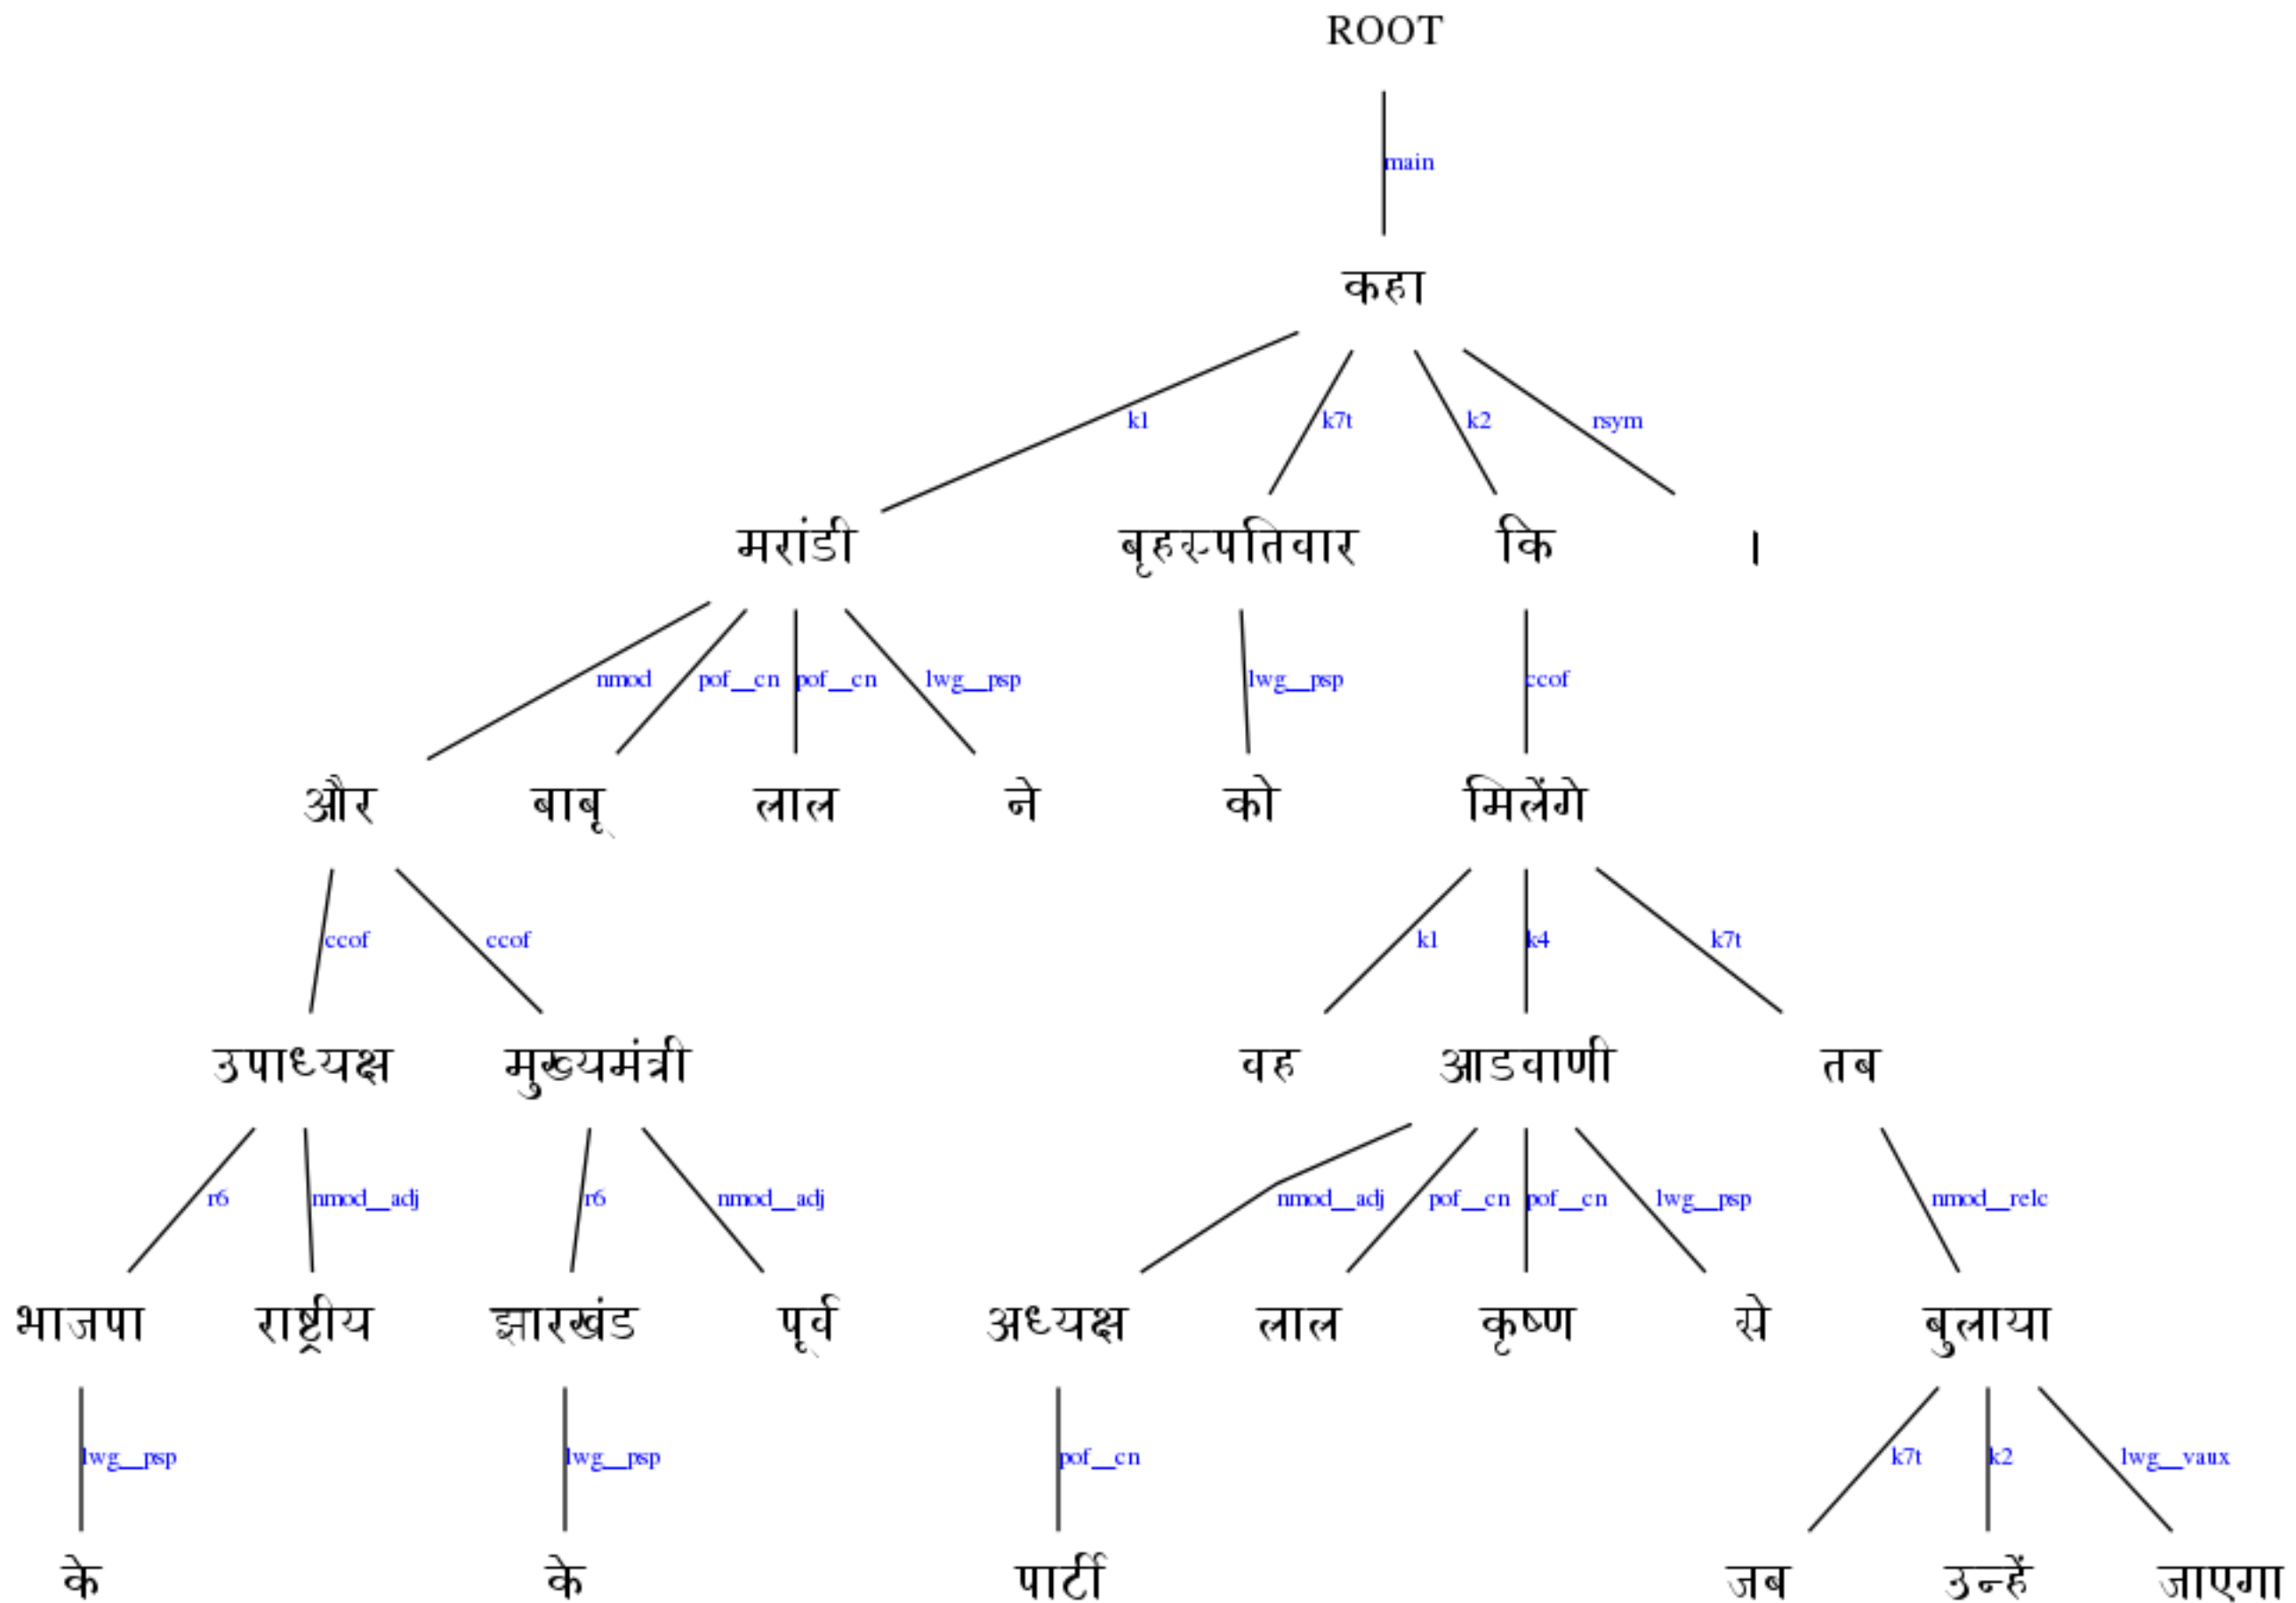 ROOT
main
कहा
k1 k7t k2 rsym
मरांडी बृहस्पतिवार कि ।
nmod pof__cn pof__cn lwg__psp lwg__psp ccof
और बाबू लाल ने को मिलेंगे
ccof ccof k1 k4 k7t
उपाध्यक्ष मुख्यमंत्री वह आडवाणी तब
r6 nmod__adj r6 nmod__adj nmod__adj pof__cn pof__cn lwg__psp nmod__relc
भाजपा राष्ट्रीय झारखंड पूर्व अध्यक्ष लाल कृष्ण से बुलाया
lwg__psp lwg__psp pof__cn k7t k2 lwg__vaux
के के पार्टी जब उन्हें जाएगा